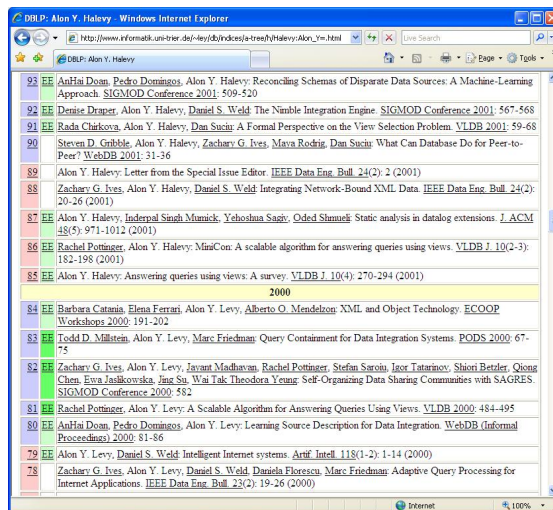 DBLP: Alon Y. Halevy - Windows Internet Explorer
http://www.informatik.uni-trier.de/~ley/db/indices/a-tree/h/Halevy:Alon_Y=.html
Live Search
DBLP: Alon Y. Halevy
Page
Tools
93 EE AnHai Doan, Pedro Domingos, Alon Y. Halevy: Reconciling Schemas of Disparate Data Sources: A Machine-Learning
Approach. SIGMOD Conference 2001: 509-520
92 EE Denise Draper, Alon Y. Halevy, Daniel S. Weld: The Nimble Integration Engine. SIGMOD Conference 2001: 567-568
91 EE Rada Chirkova, Alon Y. Halevy, Dan Suciu: A Formal Perspective on the View Selection Problem. VLDB 2001: 59-68
90 Steven D. Gribble, Alon Y. Halevy, Zachary G. Ives, Maya Rodrig, Dan Suciu: What Can Database Do for Peer-to-
Peer? WebDB 2001: 31-36
89 Alon Y. Halevy: Letter from the Special Issue Editor. IEEE Data Eng. Bull. 24(2): 2 (2001)
88 Zachary G. Ives, Alon Y. Halevy, Daniel S. Weld: Integrating Network-Bound XML Data. IEEE Data Eng. Bull. 24(2):
20-26 (2001)
87 EE Alon Y. Halevy, Inderpal Singh Mumick, Yehoshua Sagiv, Oded Shmueli: Static analysis in datalog extensions. J. ACM
48(5): 971-1012 (2001)
86 EE Rachel Pottinger, Alon Y. Halevy: MiniCon: A scalable algorithm for answering queries using views. VLDB J. 10(2-3):
182-198 (2001)
85 EE Alon Y. Halevy: Answering queries using views: A survey. VLDB J. 10(4): 270-294 (2001)
2000
84 EE Barbara Catania, Elena Ferrari, Alon Y. Levy, Alberto O. Mendelzon: XML and Object Technology. ECOOP
Workshops 2000: 191-202
83 EE Todd D. Millstein, Alon Y. Levy, Marc Friedman: Query Containment for Data Integration Systems. PODS 2000: 67-
75
82 EE Zachary G. Ives, Alon Y. Levy, Jayant Madhavan, Rachel Pottinger, Stefan Saroiu, Igor Tatarinov, Shiori Betzler, Qiong
Chen, Ewa Jaslikowska, Jing Su, Wai Tak Theodora Yeung: Self-Organizing Data Sharing Communities with SAGRES.
SIGMOD Conference 2000: 582
81 EE Rachel Pottinger, Alon Y. Levy: A Scalable Algorithm for Answering Queries Using Views. VLDB 2000: 484-495
80 EE AnHai Doan, Pedro Domingos, Alon Y. Levy: Learning Source Description for Data Integration. WebDB (Informal
Proceedings) 2000: 81-86
79 EE Alon Y. Levy, Daniel S. Weld: Intelligent Internet systems. Artif. Intell. 118(1-2): 1-14 (2000)
78 Zachary G. Ives, Alon Y. Levy, Daniel S. Weld, Daniela Florescu, Marc Friedman: Adaptive Query Processing for
Internet Applications. IEEE Data Eng. Bull. 23(2): 19-26 (2000)
Internet
100%